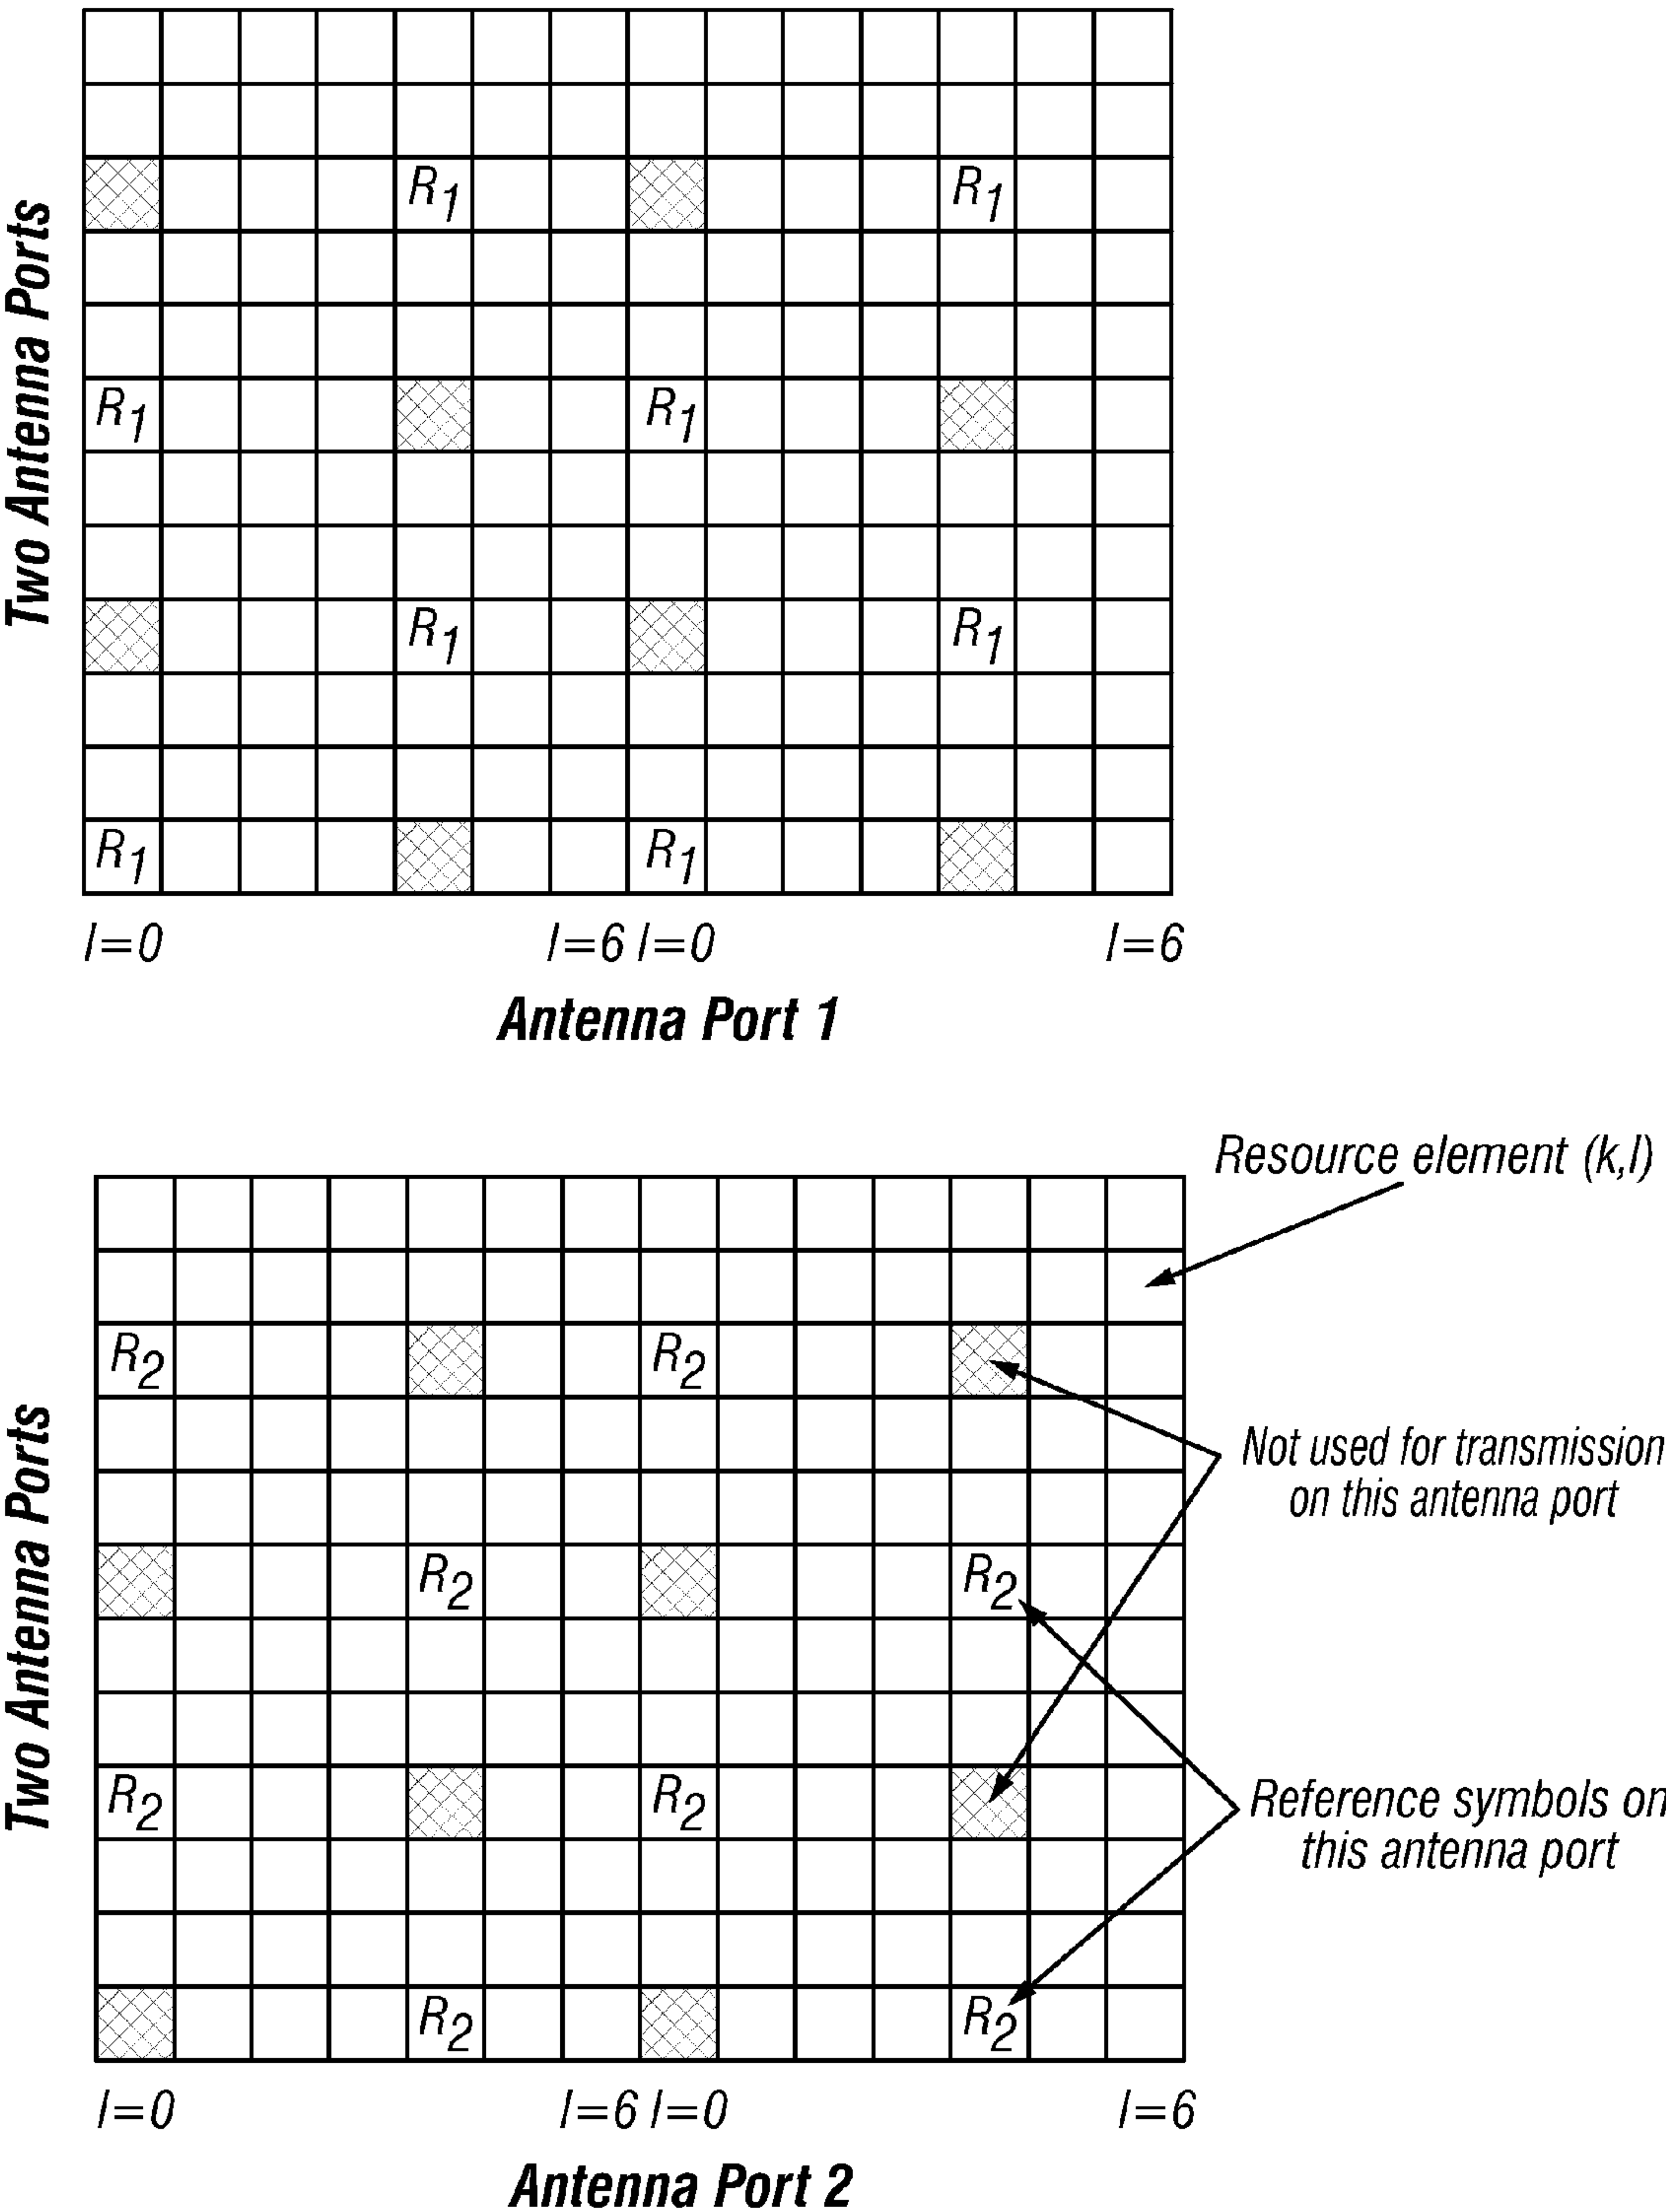 Two Antenna Ports
R1 R1
R1 R1
R1 R1
R1 R1
l=0 l=6 l=0 l=6
Antenna Port 1
Resource element (k,l)
Two Antenna Ports
R2 R2
Not used for transmission
on this antenna port
R2 R2
R2 R2
Reference symbols on
this antenna port
R2 R2
l=0 l=6 l=0 l=6
Antenna Port 2